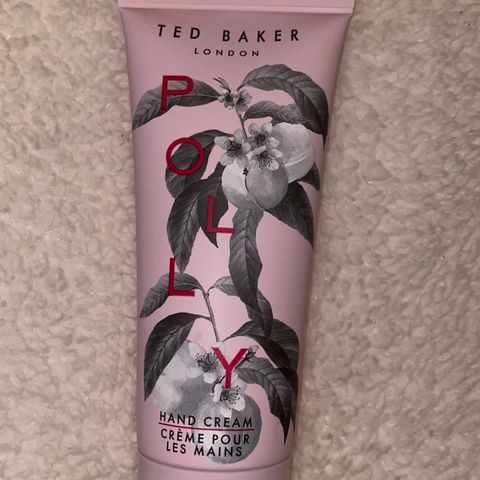 TED BAKER
LONDON
POLLY
HAND CREAM
CRÈME POUR
LES MAINS